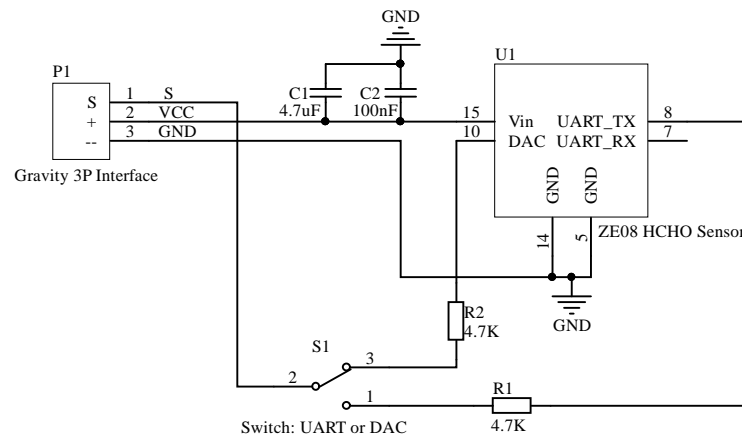 GND
P1
U1
S
+
--
1 S
2 VCC
3 GND
C1
4.7uF
C2
100nF
15
10
Vin
DAC
UART_TX
UART_RX
8
7
GND
GND
14
5
Gravity 3P Interface
ZE08 HCHO Sensor
GND
R2
4.7K
S1
3
2
1
R1
4.7K
Switch: UART or DAC